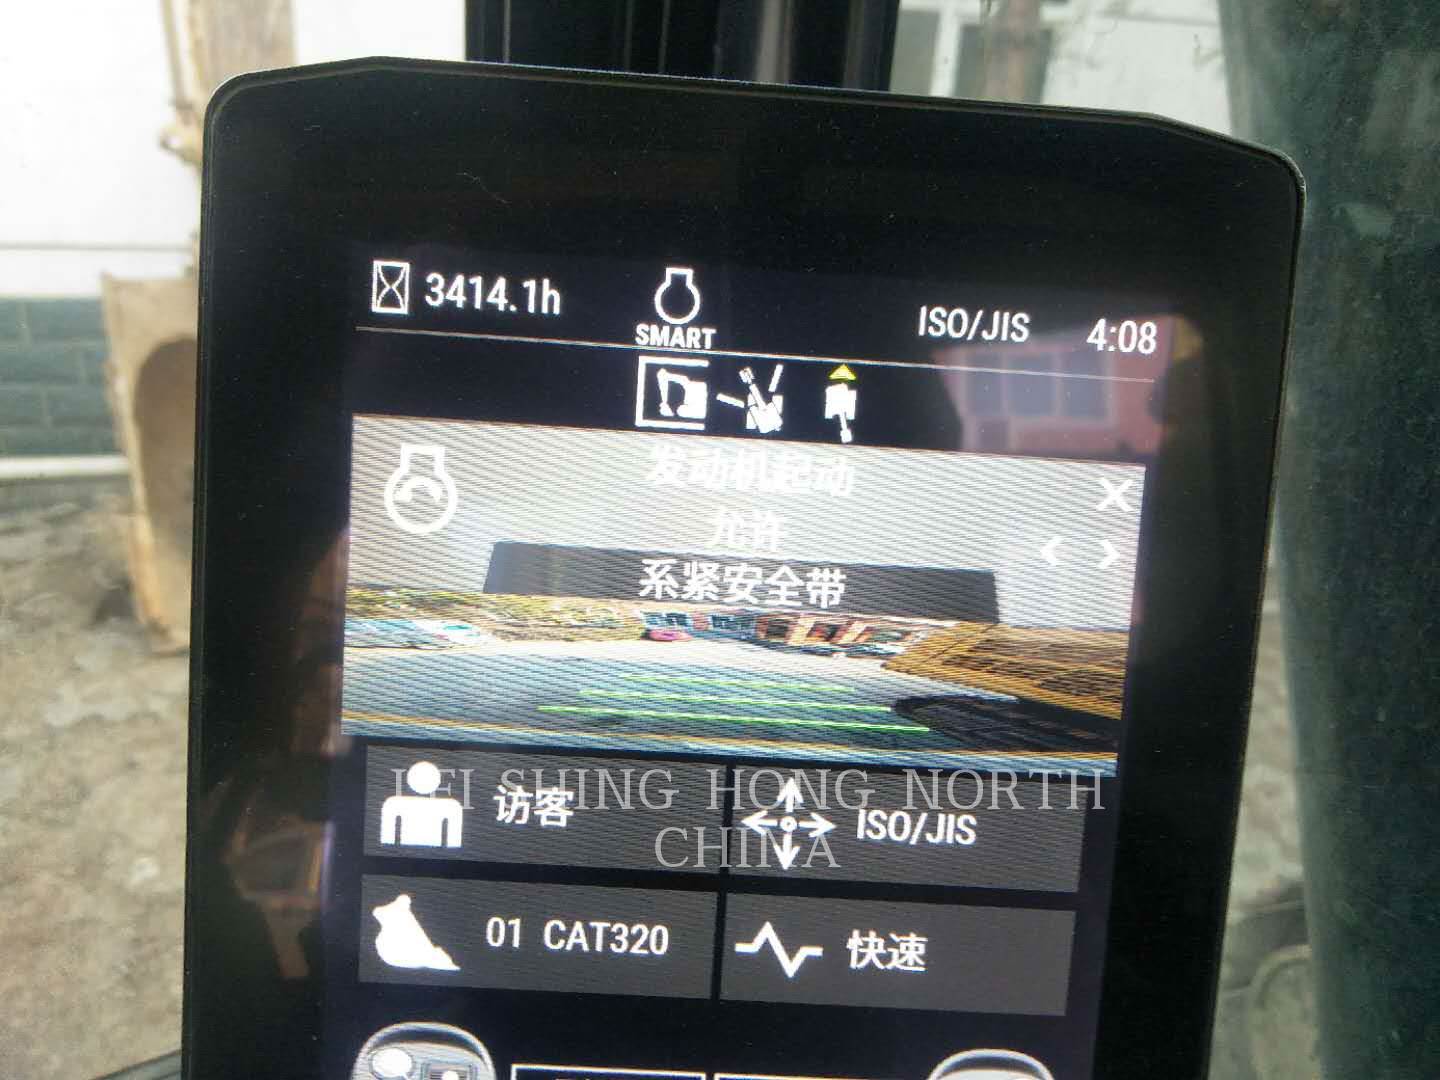 3414.1h
SMART
ISO/JIS
4:08
发动机起动
允许
系紧安全带
访客
ISO/JIS
LEI SHING HONG NORTH
CHINA
01 CAT320
快速